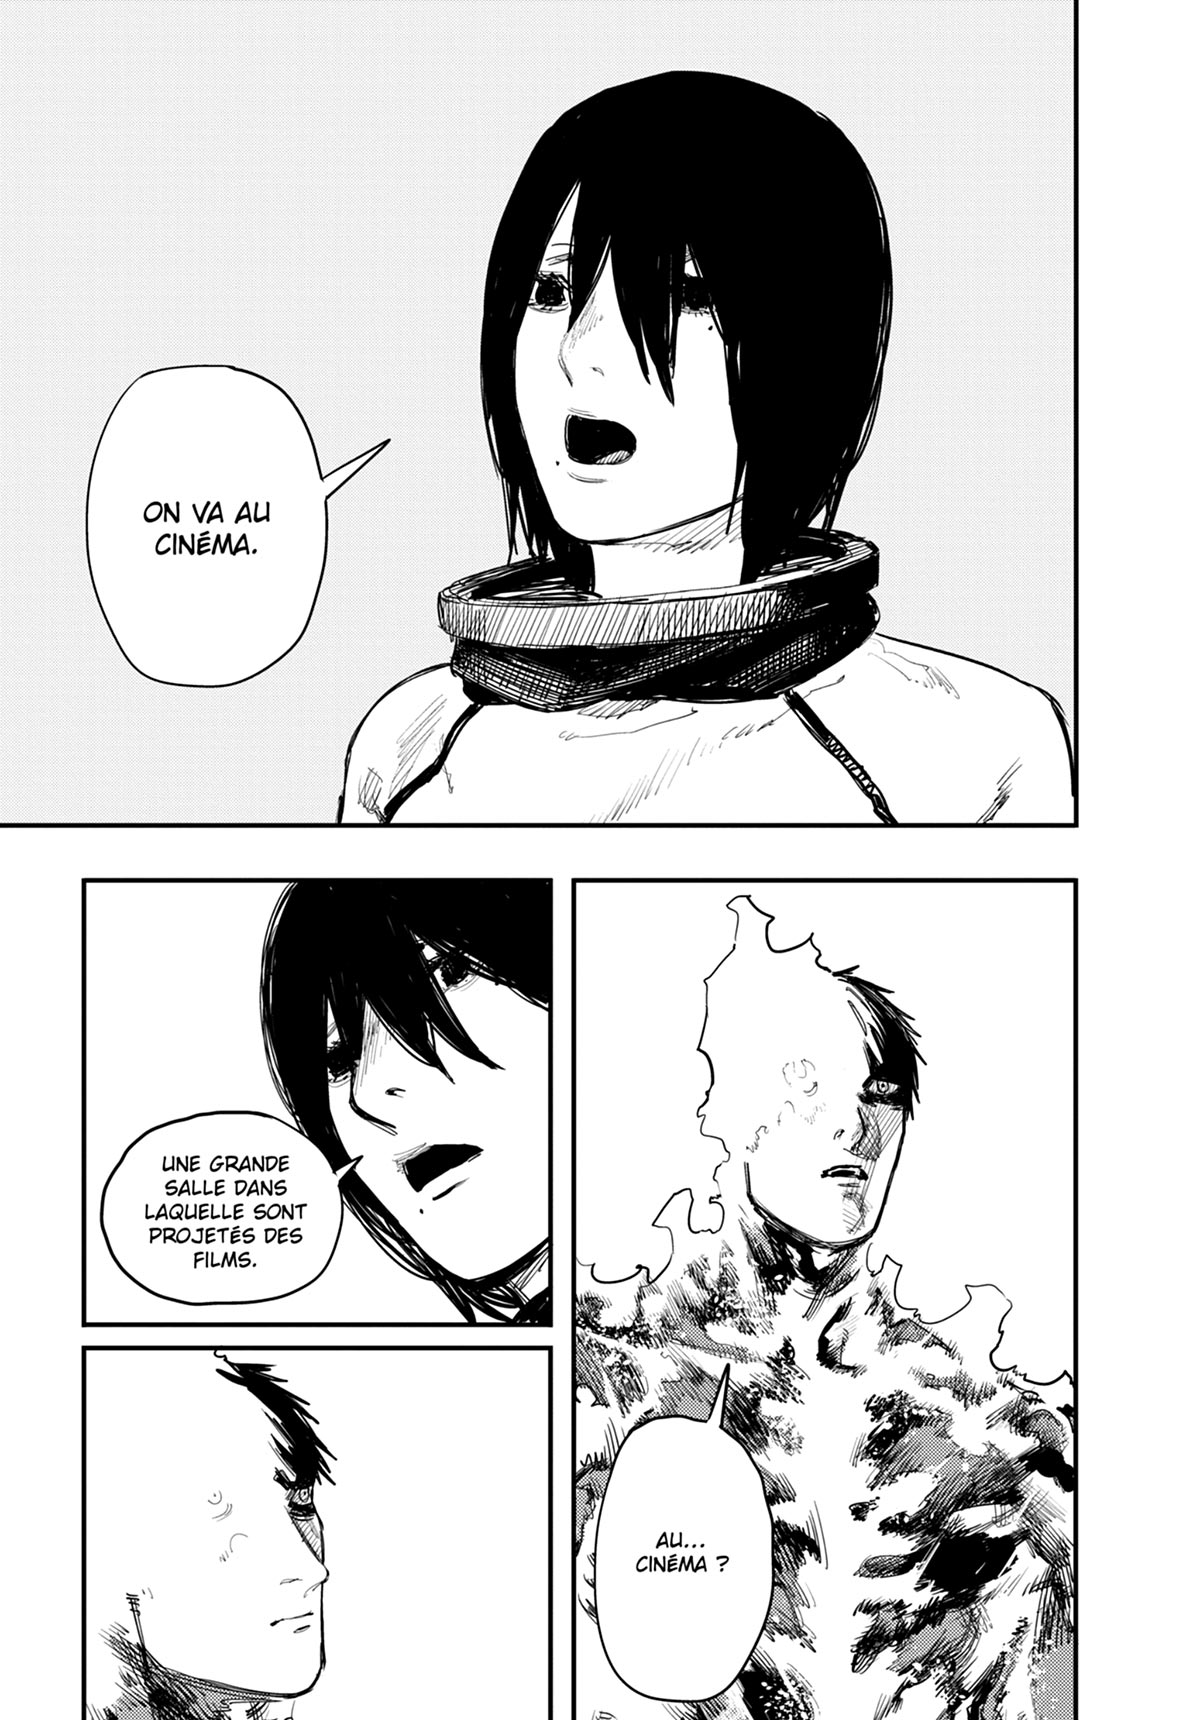 ON VA AU
CINÉMA.
AU...
CINÉMA ?
UNE GRANDE
SALLE DANS
LAQUELLE SONT
PROJETÉS DES
FILMS.